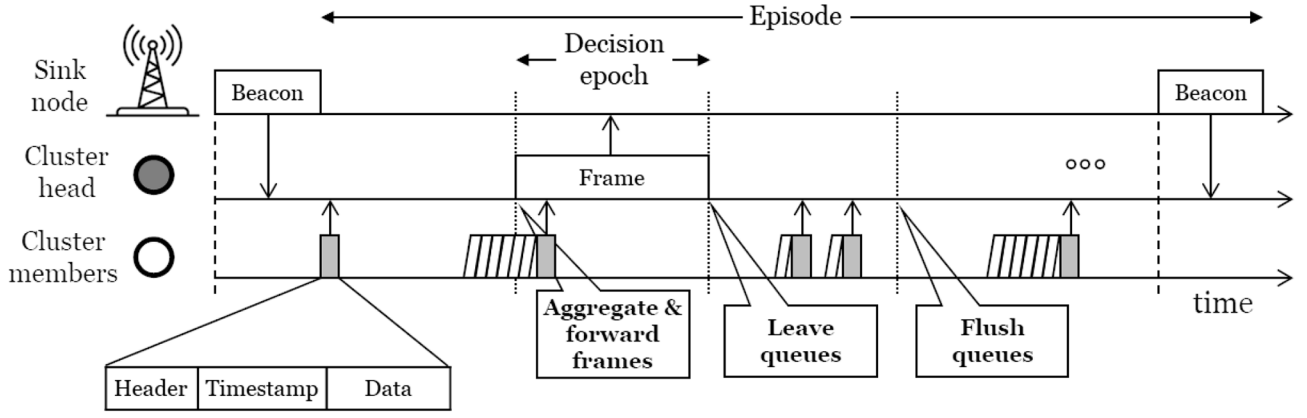 Episode
Decision
epoch
Sink
node
Beacon
Beacon
Cluster
head
Frame
Cluster
members
time
Aggregate &
forward
frames
Leave
queues
Flush
queues
Header
Timestamp
Data